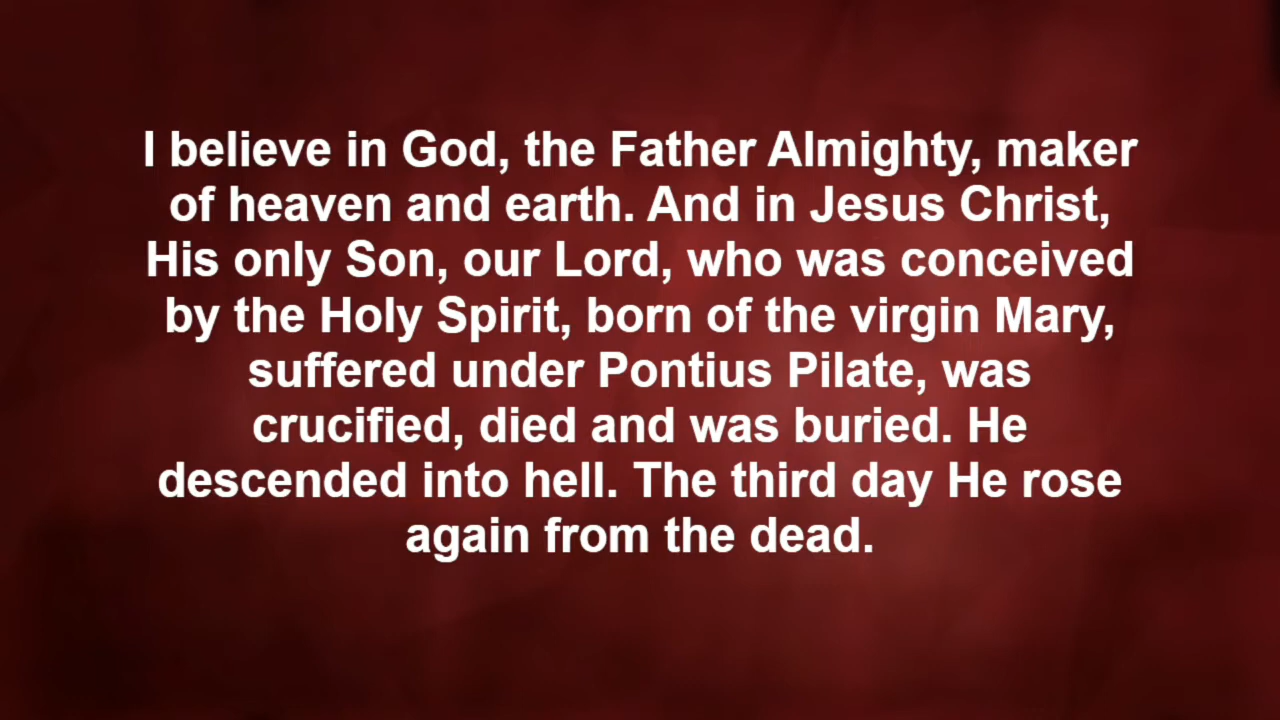 I believe in God, the Father Almighty, maker
of heaven and earth. And in Jesus Christ,
His only Son, our Lord, who was conceived
by the Holy Spirit, born of the virgin Mary,
suffered under Pontius Pilate, was
crucified, died and was buried. He
descended into hell. The third day He rose
again from the dead.